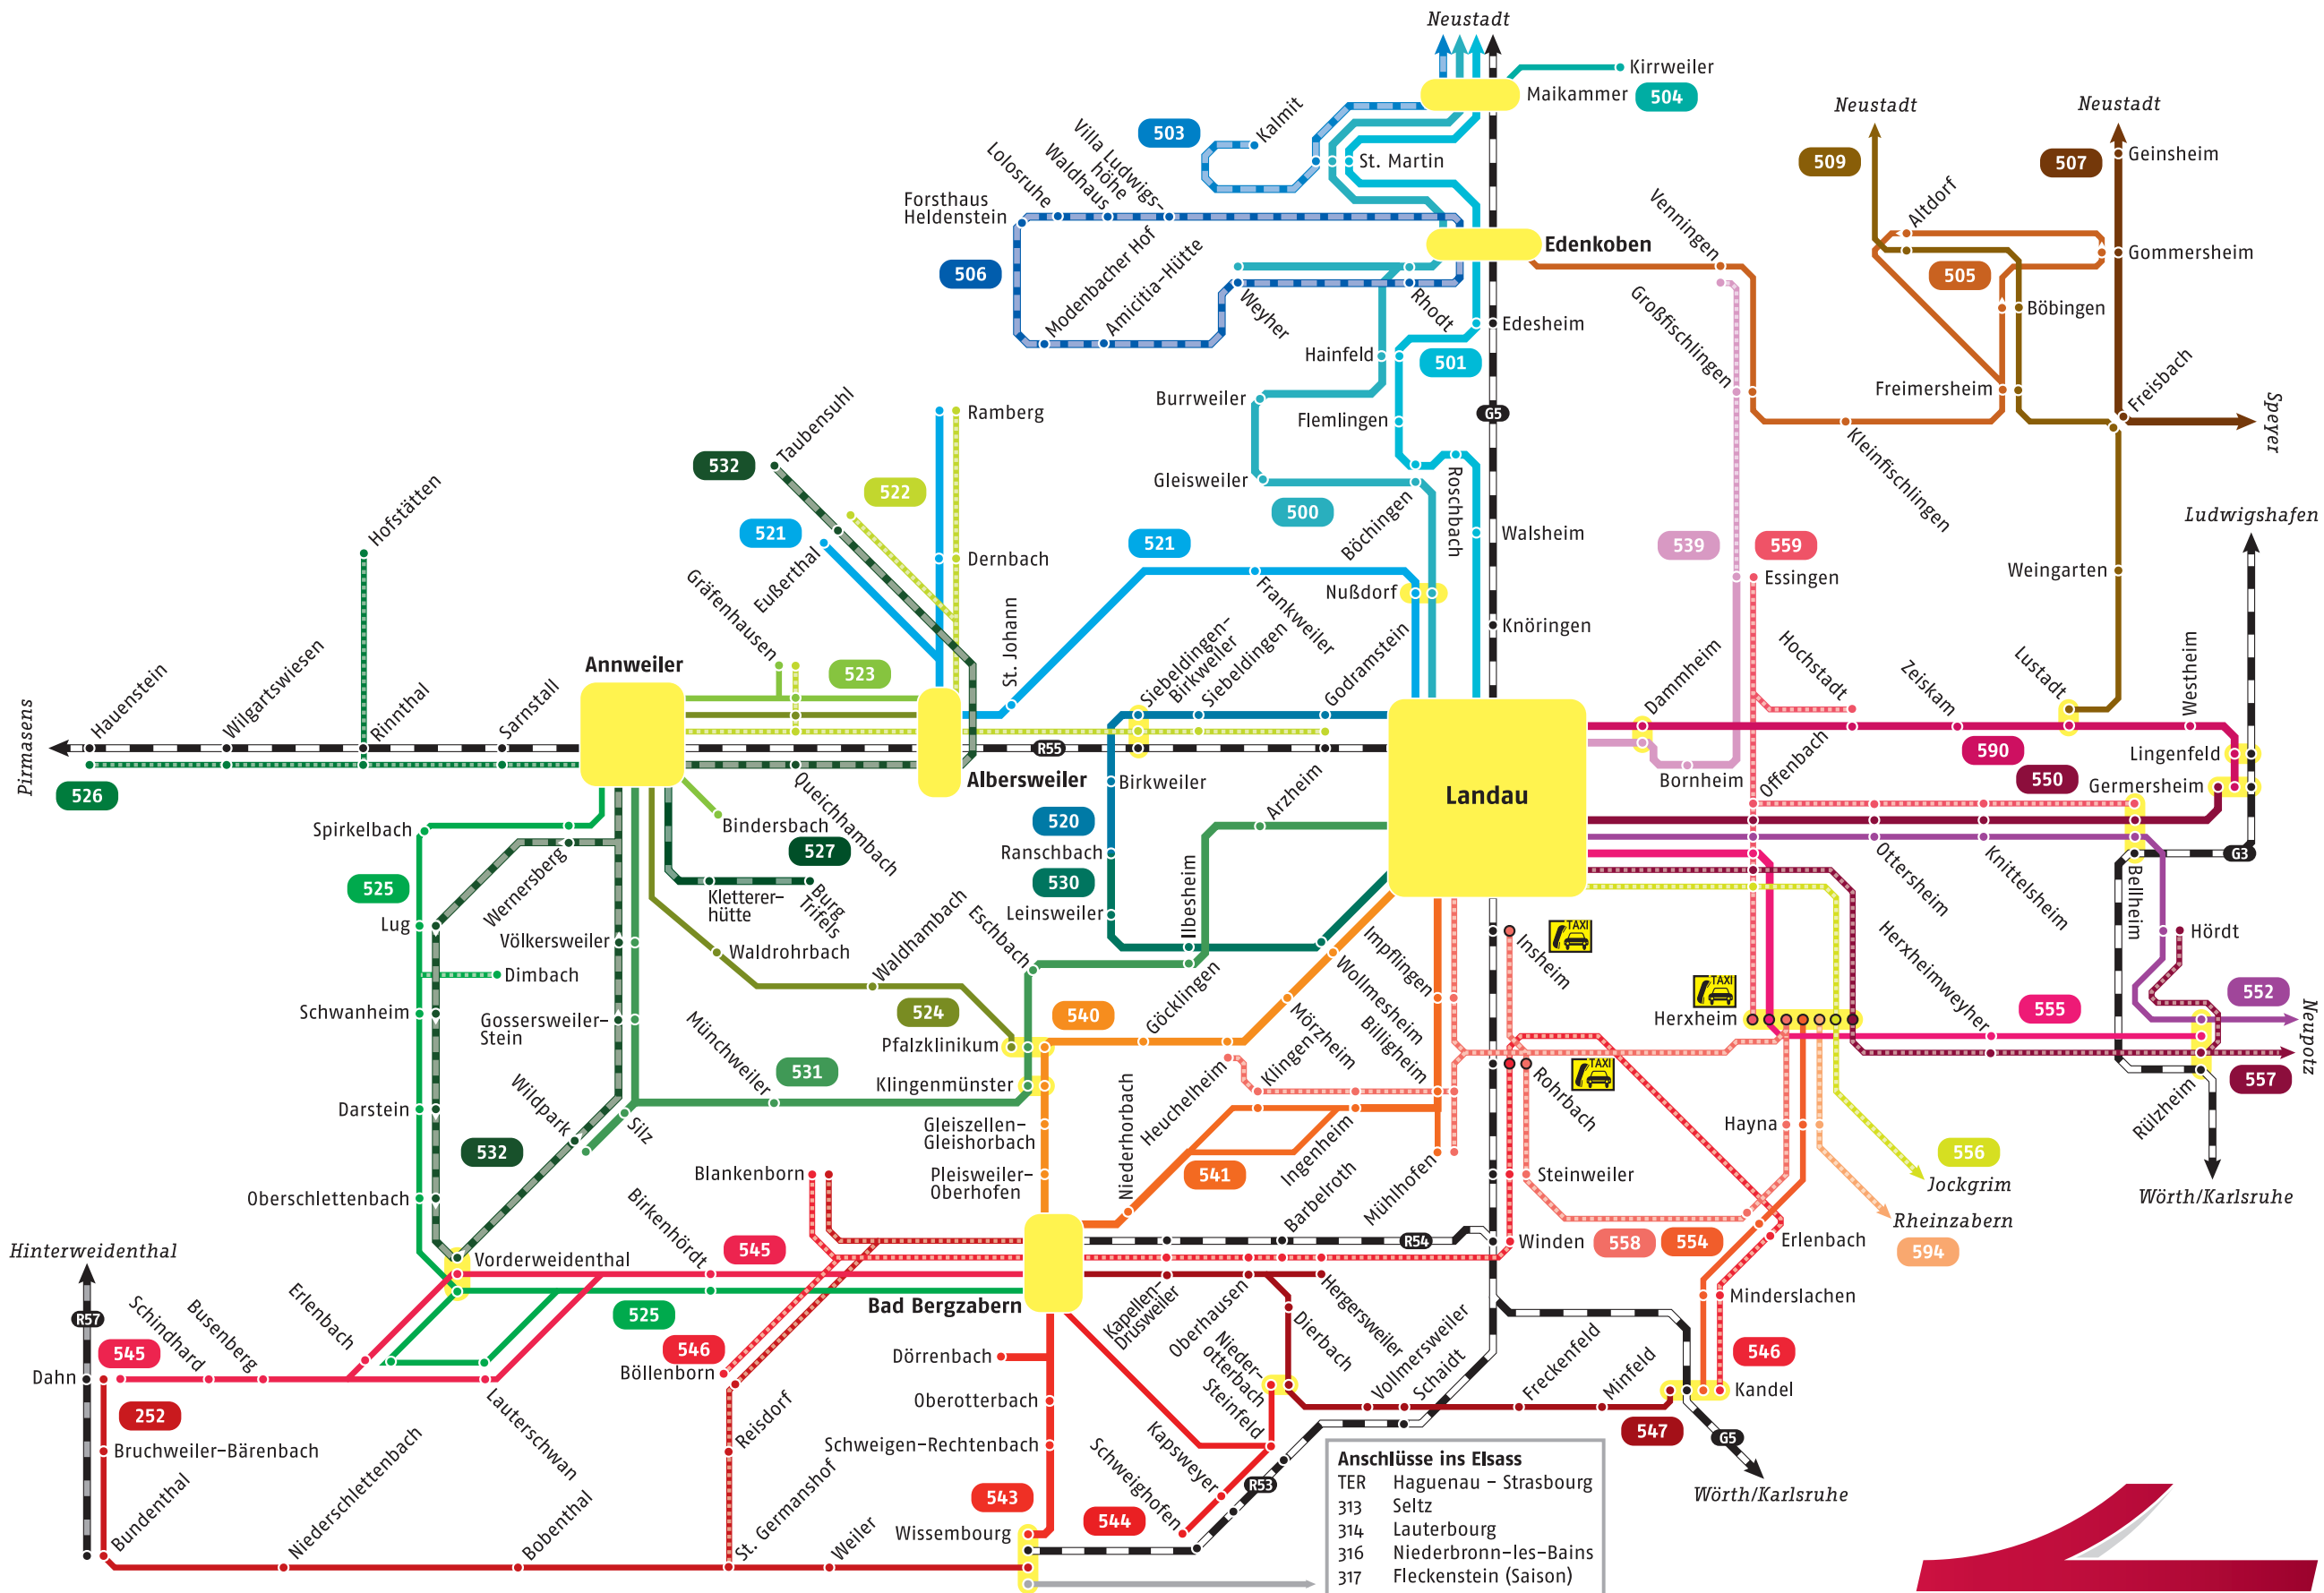 Neustadt
Kirrweiler
Maikammer
504
Neustadt
Neustadt
503
Kalmit
Villa Ludwigs-
höhe
Waldhaus
Lolosruhe
St. Martin
509
507
Geinsheim
Forsthaus
Heldenstein
Altdorf
Venningen
Edenkoben
Gommersheim
506
505
Modenbacher Hof
Amicitia-Hütte
Weyher
Rhodt
Großfischlingen
Böbingen
Edesheim
Hainfeld
501
Freimersheim
Freisbach
Burrweiler
Ramberg
Taubensuhl
Flemlingen
G5
Kleinfischlingen
Speyer
532
522
Gleisweiler
500
Roschbach
Böchingen
Hofstätten
521
Eußerthal
521
Walsheim
539
559
Ludwigshafen
Dernbach
Essingen
Weingarten
Gräfenhausen
Frankweiler
Nußdorf
St. Johann
Knöringen
Annweiler
523
Siebeldingen-
Birkweiler
Siebeldingen
Godramstein
Dammheim
Hochstadt
Zeiskam
Lustadt
Westheim
Pirmasens
Hauenstein
Wilgartswiesen
Rinnthal
Sarnstall
R55
590
Lingenfeld
526
Queichhambach
Albersweiler
Birkweiler
Arzheim
Landau
Bornheim
Offenbach
550
Germersheim
Spirkelbach
Bindersbach
520
527
Ranschbach
G3
Wernersberg
525
530
Ottersheim
Knittelsheim
Bellheim
Kletterer-
hütte
Burg
Trifels
Leinsweiler
Ilbesheim
Lug
Völkersweiler
Waldrohrbach
Waldhambach
Eschbach
Göcklingen
Wollmesheim
Impflingen
Insheim
TAXI
Herxheimweyher
Hördt
Dimbach
TAXI
552
Schwanheim
Gossersweiler-
Stein
524
540
Mörzheim
Herxheim
555
Neupotz
Münchweiler
Pfalzklinikum
Billigheim
531
Klingenmünster
Heuchelheim
Klingen
Rohrbach
TAXI
557
Darstein
Wildpark
Silz
Gleiszellen-
Gleishorbach
Niederhorbach
Hayna
Rülzheim
532
Blankenborn
Pleisweiler-
Oberhofen
541
Ingenheim
Steinweiler
556
Jockgrim
Wörth/Karlsruhe
Oberschlettenbach
Birkenhördt
Barbelroth
Mühlhofen
Rheinzabern
Hinterweidenthal
Vorderweidenthal
545
R54
Winden
558
554
Erlenbach
594
R57
Schindhard
Busenberg
Erlenbach
525
Bad Bergzabern
Kapellen-
Drusweiler
Oberhausen
Hergersweiler
Dierbach
Minderslachen
545
546
Dörrenbach
Nieder-
otterbach
Vollmersweiler
Schaidt
Freckenfeld
Minfeld
546
Dahn
Böllenborn
Kandel
252
Lauterschwan
Reisdorf
Oberotterbach
Steinfeld
547
Bruchweiler-Bärenbach
Schweigen-Rechtenbach
Kapsweyer
G5
Bundenthal
Niederschlettenbach
Bobenthal
St. Germanshof
Weiler
543
Schweighofen
R53
Wörth/Karlsruhe
Wissembourg
544
Anschlüsse ins Elsass
TER Haguenau – Strasbourg
313 Seltz
314 Lauterbourg
316 Niederbronn-les-Bains
317 Fleckenstein (Saison)